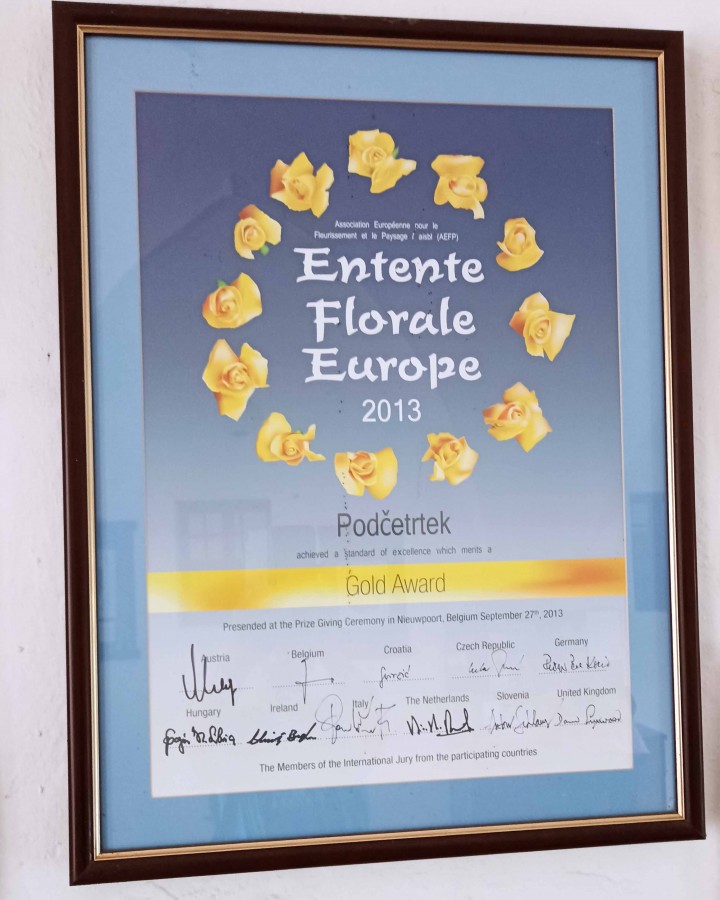 Association Européenne pour le
Fleurissement et le Paysage / aisbl (AEFP)
Entente
Florale
Europe
2013
Podčetrtek
achieved a standard of excellence which merits a
Gold Award
Presented at the Prize Giving Ceremony in Nieuwpoort, Belgium September 27th, 2013
Austria Belgium Croatia Czech Republic Germany
Hungary Ireland Italy The Netherlands Slovenia United Kingdom
The Members of the International Jury from the participating countries